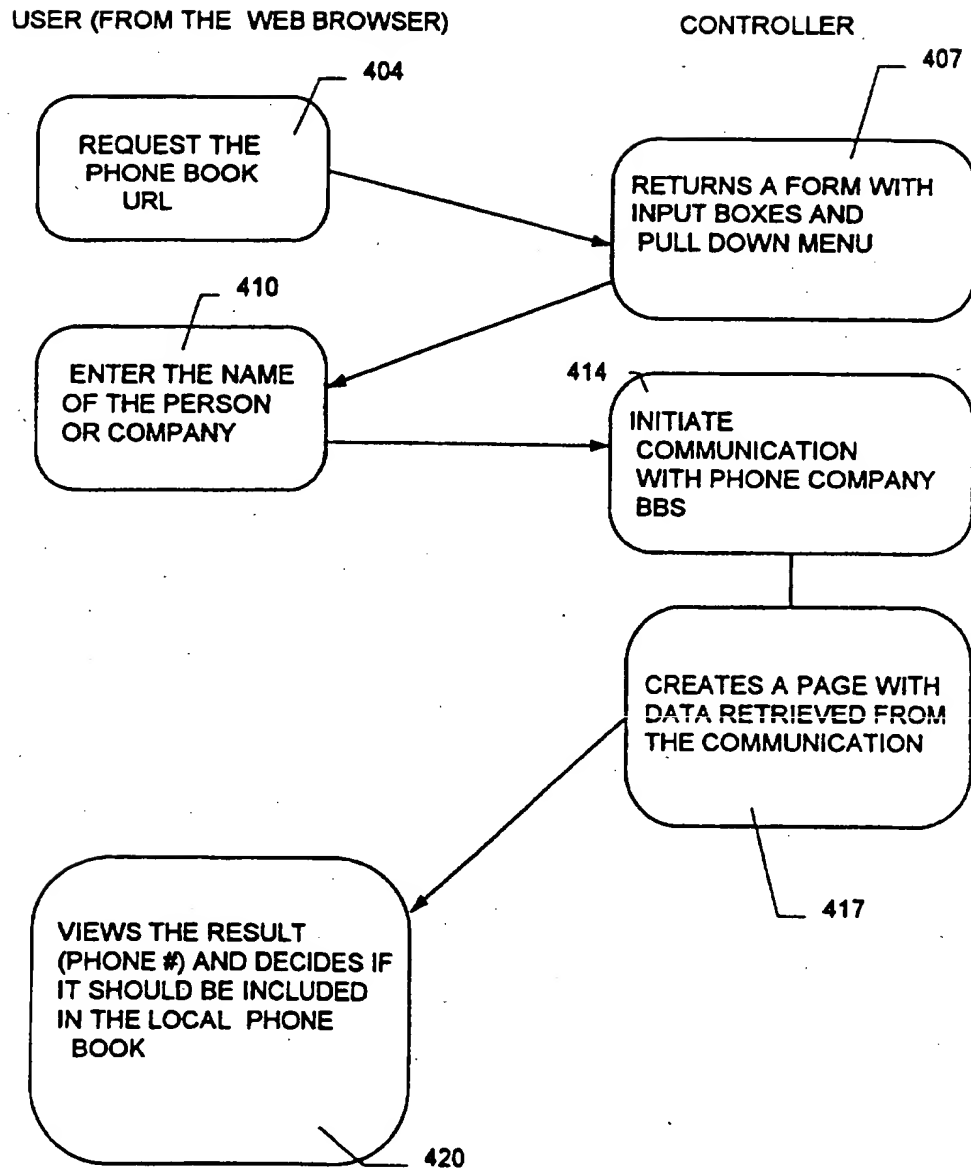 USER (FROM THE WEB BROWSER)
CONTROLLER
404
407
REQUEST THE
PHONE BOOK
URL
RETURNS A FORM WITH
INPUT BOXES AND
PULL DOWN MENU
410
ENTER THE NAME
OF THE PERSON
OR COMPANY
414
INITIATE
COMMUNICATION
WITH PHONE COMPANY
BBS
CREATES A PAGE WITH
DATA RETRIEVED FROM
THE COMMUNICATION
417
VIEWS THE RESULT
(PHONE #) AND DECIDES IF
IT SHOULD BE INCLUDED
IN THE LOCAL PHONE
BOOK
420